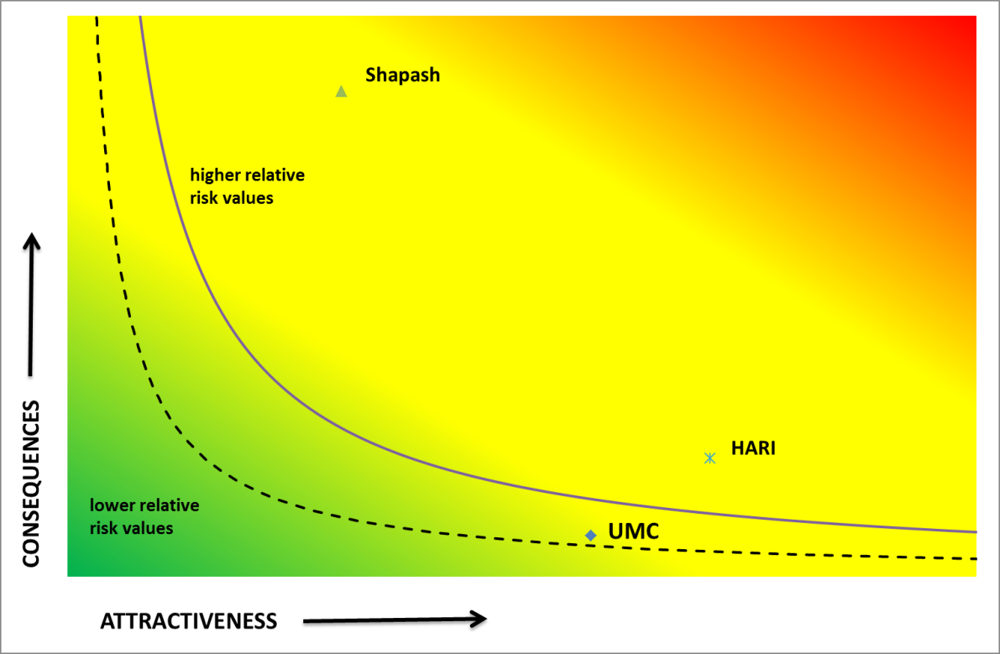 Shapash
higher relative
risk values
HARI
lower relative
risk values
UMC
CONSEQUENCES
ATTRACTIVENESS